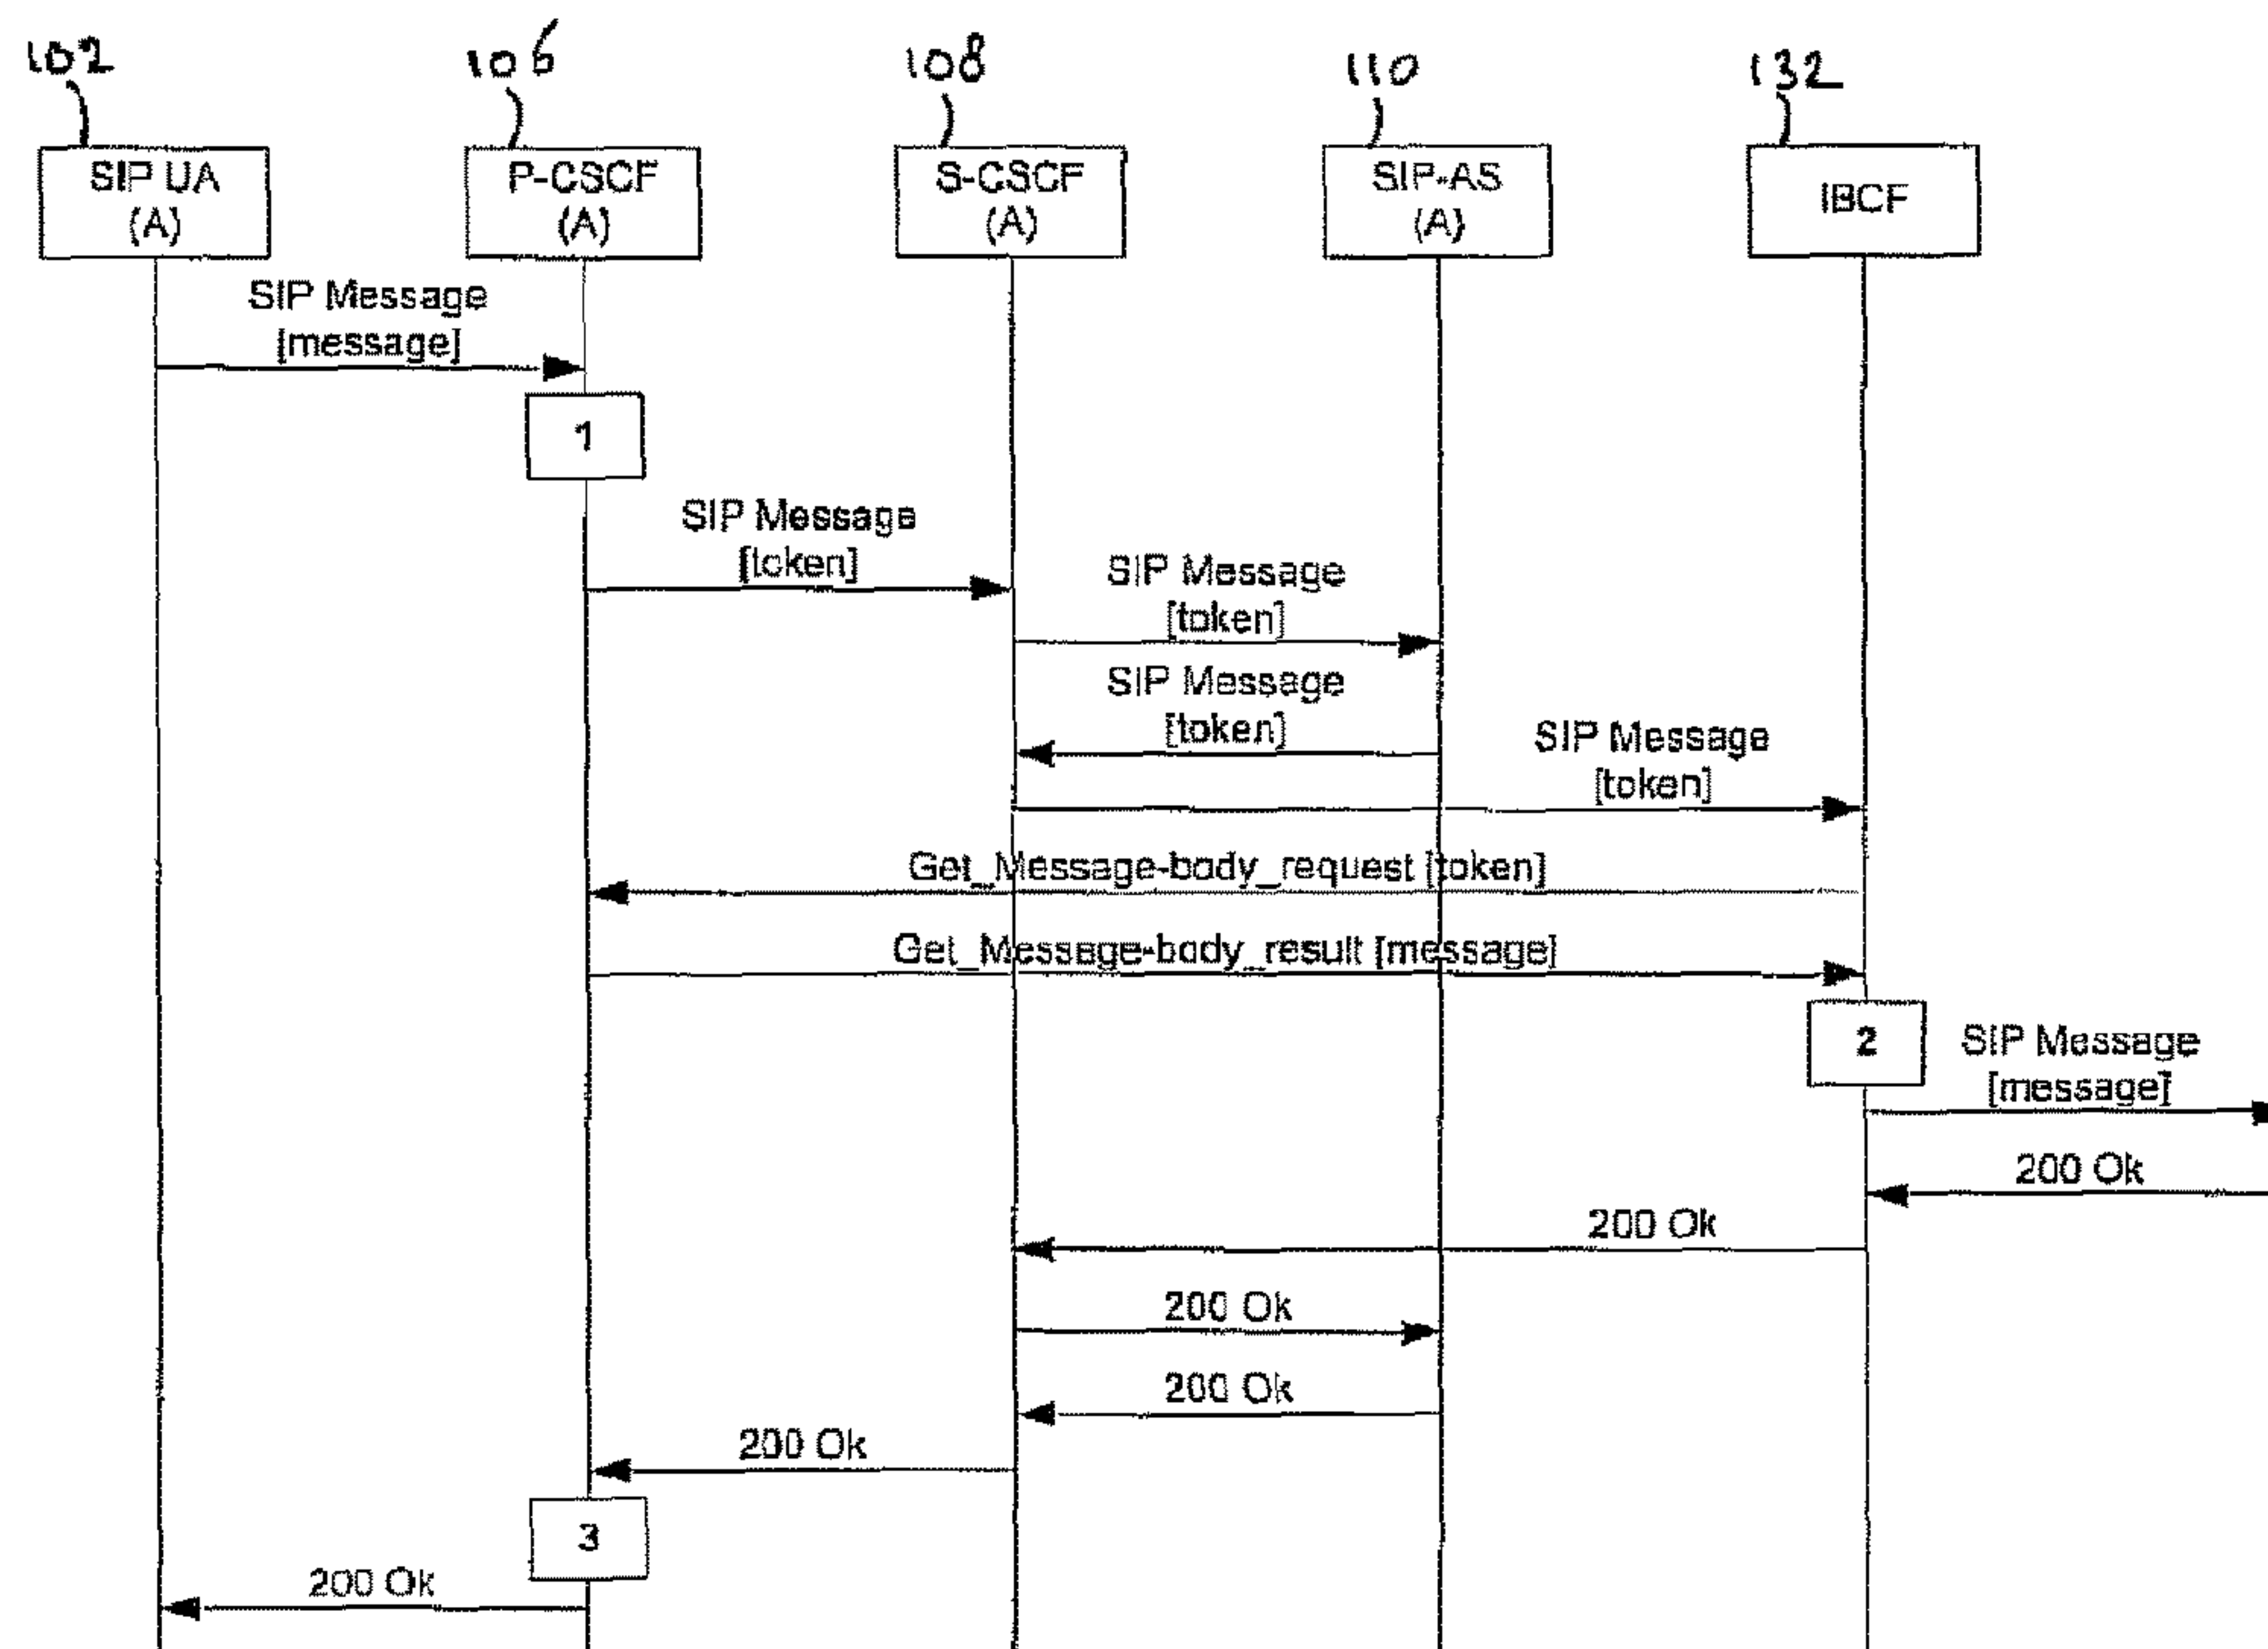 102
106
108
110
132
SIP UA
(A)
P-CSCF
(A)
S-CSCF
(A)
SIP-AS
(A)
IBCF
SIP Message
[message]
1
SIP Message
[token]
SIP Message
[token]
SIP Message
[token]
SIP Message
[token]
Get_Message-body_request [token]
Get_Message-body_result [message]
2
SIP Message
[message]
200 Ok
200 Ok
200 Ok
200 Ok
200 Ok
3
200 Ok